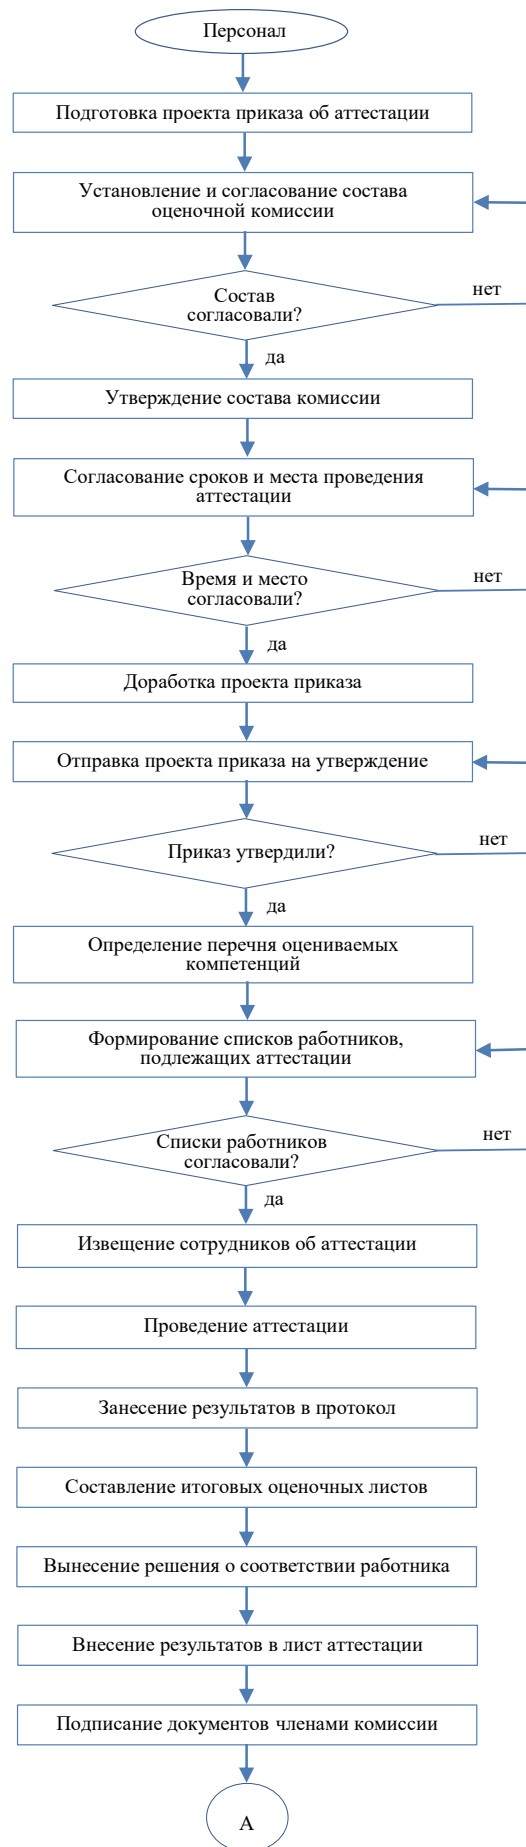 Персонал
Подготовка проекта приказа об аттестации
Установление и согласование состава
оценочной комиссии
Состав
согласовали?
нет
да
Утверждение состава комиссии
Согласование сроков и места проведения
аттестации
Время и место
согласовали?
нет
да
Доработка проекта приказа
Отправка проекта приказа на утверждение
Приказ утвердили?
нет
да
Определение перечня оцениваемых
компетенций
Формирование списков работников,
подлежащих аттестации
Списки работников
согласовали?
нет
да
Извещение сотрудников об аттестации
Проведение аттестации
Занесение результатов в протокол
Составление итоговых оценочных листов
Вынесение решения о соответствии работника
Внесение результатов в лист аттестации
Подписание документов членами комиссии
А